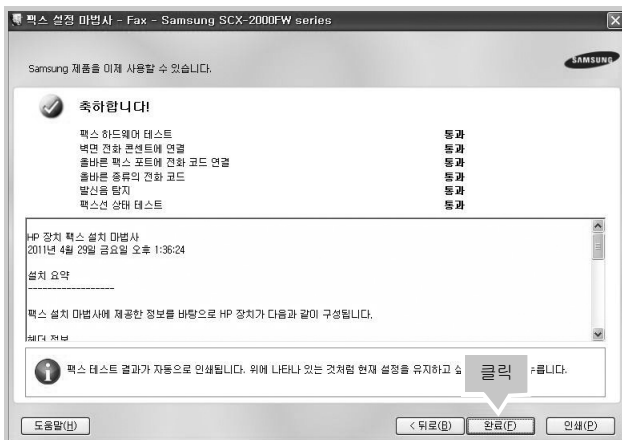 팩스 설정 마법사 - Fax - Samsung SCX-2000FW series
Samsung 제품을 이제 사용할 수 있습니다.
SAMSUNG
축하합니다!
팩스 하드웨어 테스트 통과
벽면 전화 콘센트에 연결 통과
올바른 팩스 포트에 전화 코드 연결 통과
올바른 종류의 전화 코드 통과
발신음 탐지 통과
팩스선 상태 테스트 통과
HP 장치 팩스 설치 마법사
2011년 4월 29일 금요일 오후 1:36:24
설치 요약
------------------
팩스 설치 마법사에 제공한 정보를 바탕으로 HP 장치가 다음과 같이 구성됩니다.
헤더 정보
팩스 테스트 결과가 자동으로 인쇄됩니다. 위에 나타나 있는 것처럼 현재 설정을 유지하고
클릭
도움말(H) < 뒤로(B) 완료(F) 인쇄(P)